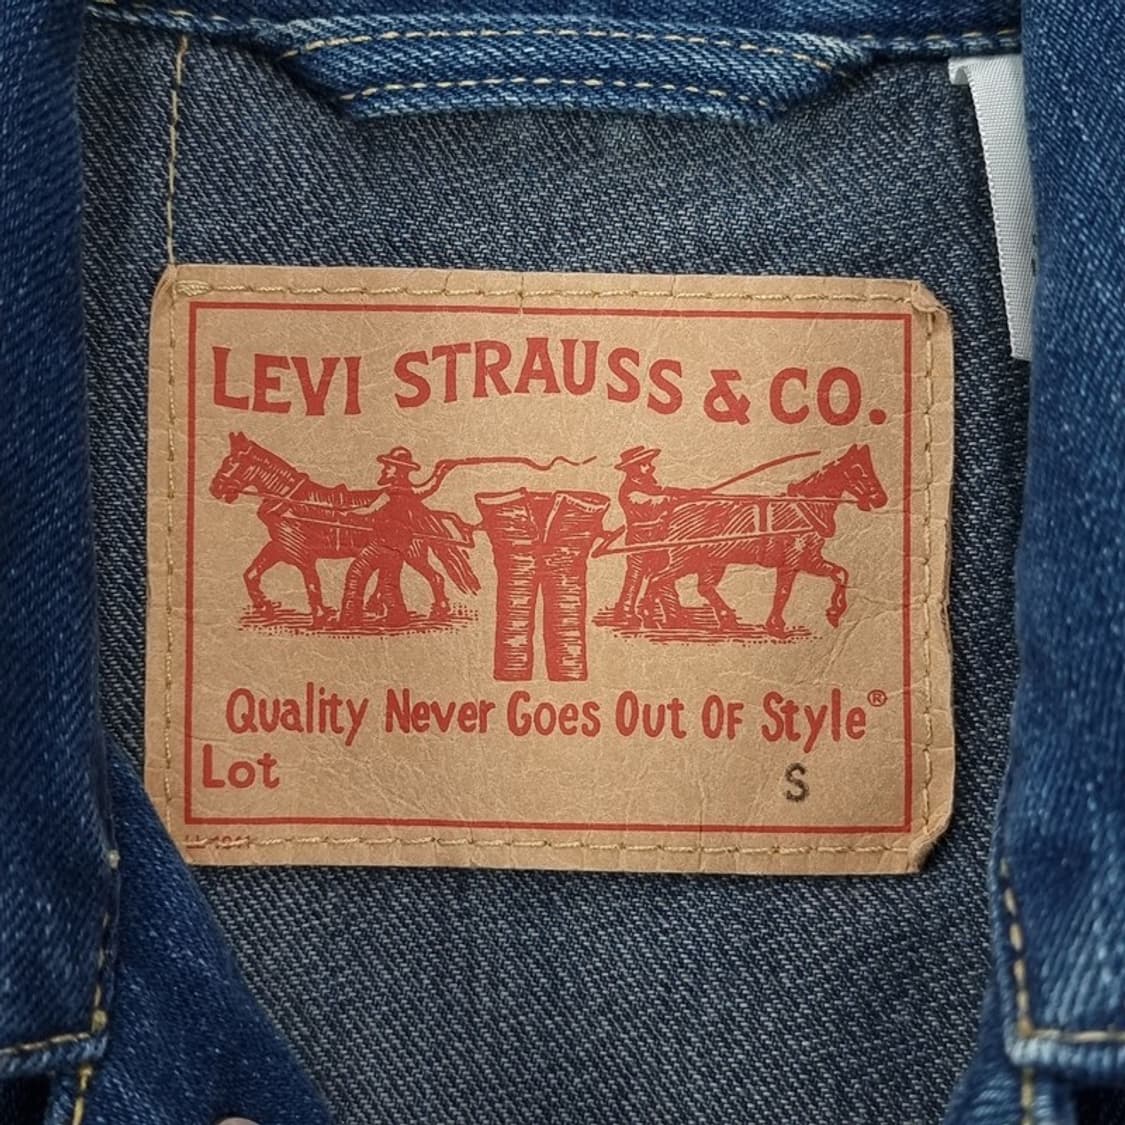 LEVI STRAUSS & CO.
Quality Never Goes Out OF Style®
Lot
S